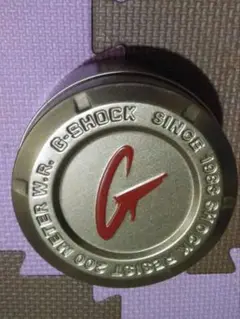 G-SHOCK SINCE 1983 SHOCK RESIST 200 METER W.R.
G